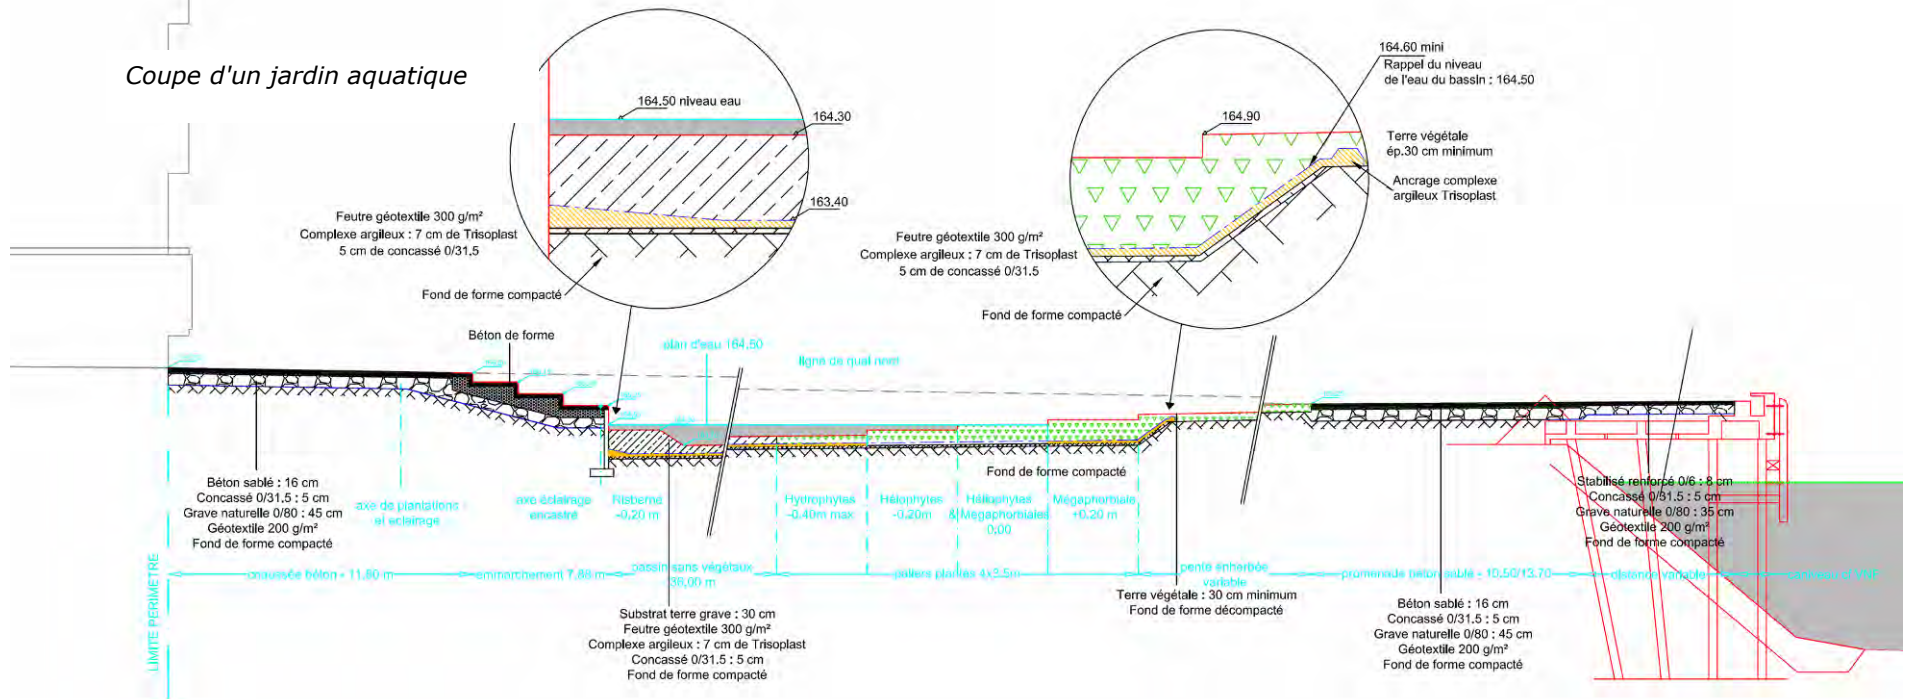 Coupe d'un jardin aquatique
164.50 niveau eau
164.30
163.40
Feutre géotextile 300 g/m²
Complexe argileux : 7 cm de Trisoplast
5 cm de concassé 0/31.5
Fond de forme compacté
164.60 mini
Rappel du niveau
de l'eau du bassin : 164.50
164.90
Terre végétale
ép.30 cm minimum
Ancrage complexe
argileux Trisoplast
Feutre géotextile 300 g/m²
Complexe argileux : 7 cm de Trisoplast
5 cm de concassé 0/31.5
Fond de forme compacté
Béton de forme
plan d'eau 164.50
ligne de quai
Fond de forme compacté
Béton sablé : 16 cm
Concassé 0/31,5 : 5 cm
Grave naturelle 0/80 : 45 cm
Géotextile 200 g/m²
Fond de forme compacté
axe de plantations
et eclairage
axe éclairage
encastré
Risberme
-0,20 m
Hydrophytes
-0.40m max
Hélophytes
-0.20m
Héliophytes
& Mégaphorbiales
0,00
Mégaphorbiale
+0.20 m
Stabilisé renforcé 0/6 : 8 cm
Concassé 0/31.5 : 5 cm
Grave naturelle 0/80 : 35 cm
Géotextile 200 g/m²
Fond de forme compacté
LIMITE PERIMETRE
chaussée béton - 11,80 m
emmarchement 7,88 m
bassin sans végétaux
38,00 m
paliers plantés 4x3.5m
pente enherbée
variable
promenade béton sablé - 10.50/13.70
distance variable
Substrat terre grave : 30 cm
Feutre géotextile 300 g/m²
Complexe argileux : 7 cm de Trisoplast
Concassé 0/31.5 : 5 cm
Fond de forme compacté
Terre végétale : 30 cm minimum
Fond de forme décompacté
Béton sablé : 16 cm
Concassé 0/31.5 : 5 cm
Grave naturelle 0/80 : 45 cm
Géotextile 200 g/m²
Fond de forme compacté